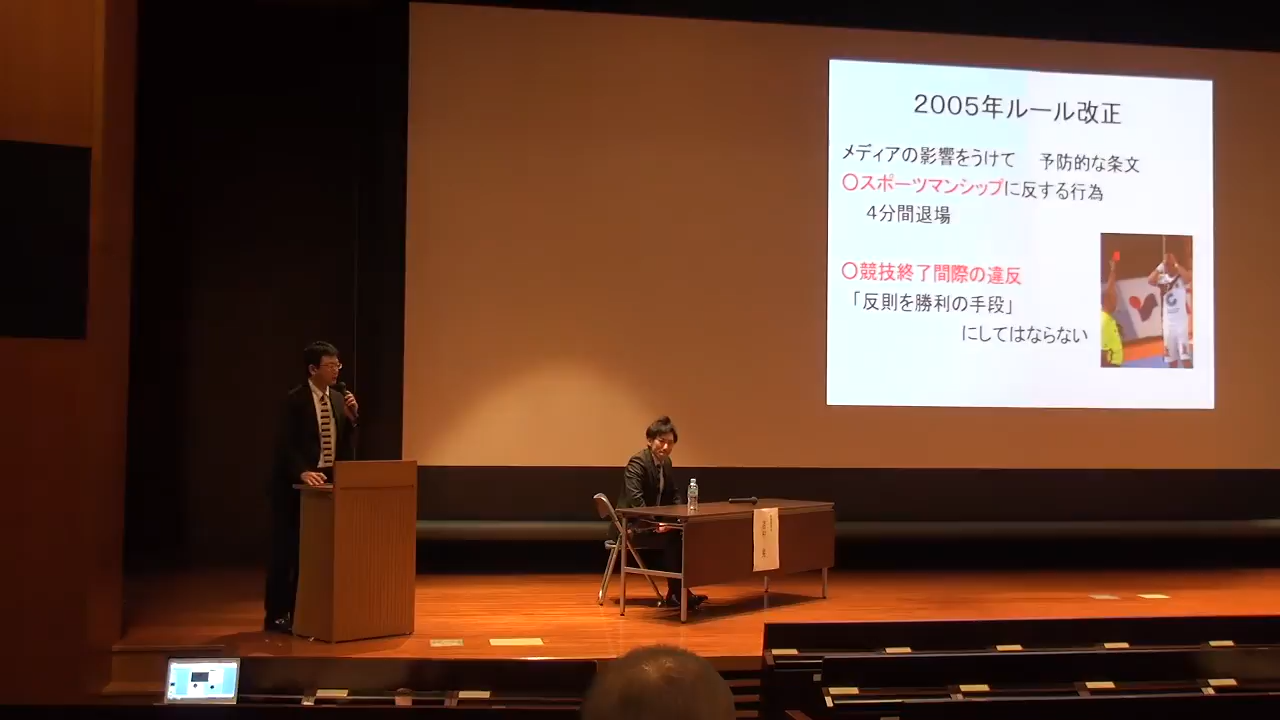 2005年ルール改正
メディアの影響をうけて　予防的な条文
〇スポーツマンシップに反する行為
4分間退場
〇競技終了間際の違反
「反則を勝利の手段」
にしてはならない